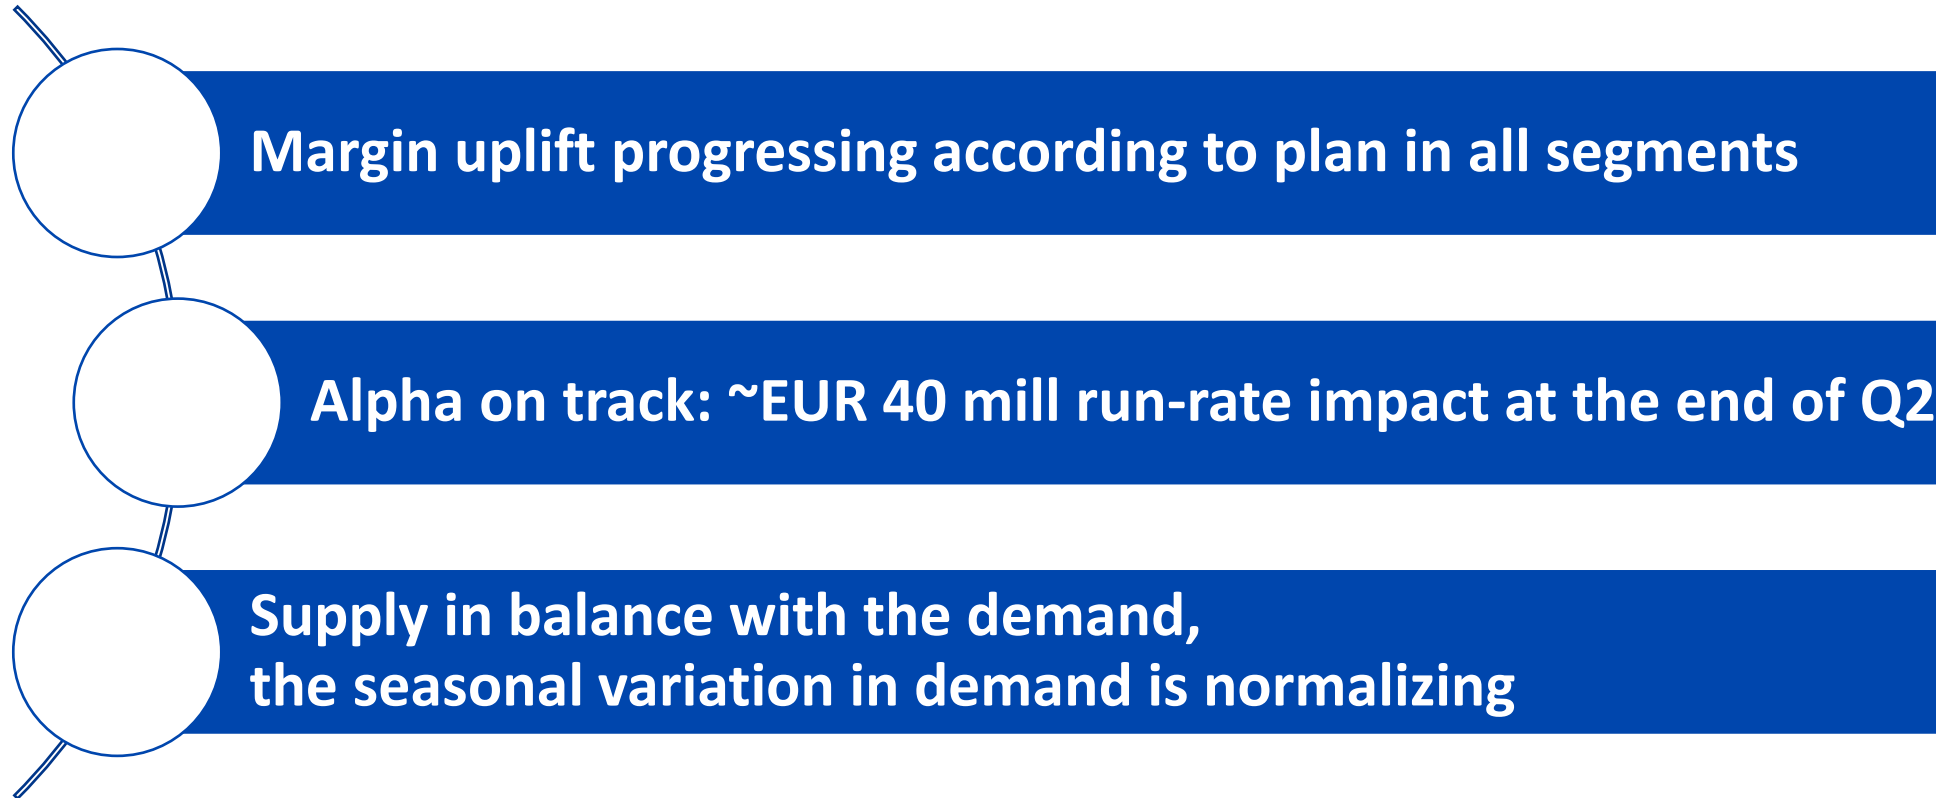 Margin uplift progressing according to plan in all segments
Alpha on track: ~EUR 40 mill run-rate impact at the end of Q2
Supply in balance with the demand,
the seasonal variation in demand is normalizing